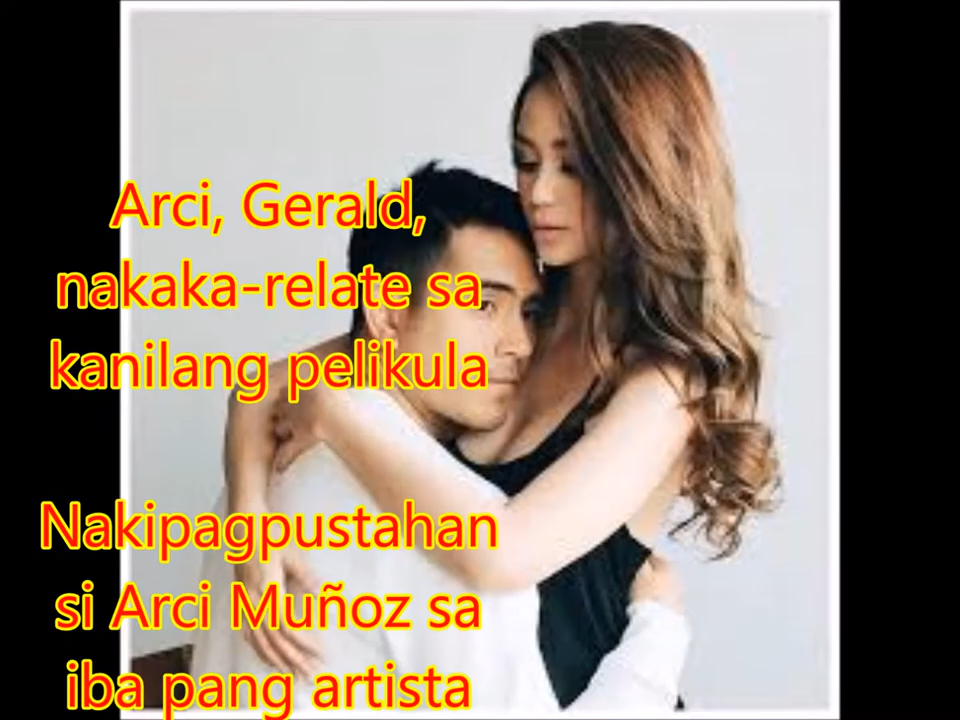 Arci, Gerald,
nakaka-relate sa
kanilang pelikula
Nakipagpustahan
si Arci Muñoz sa
iba pang artista